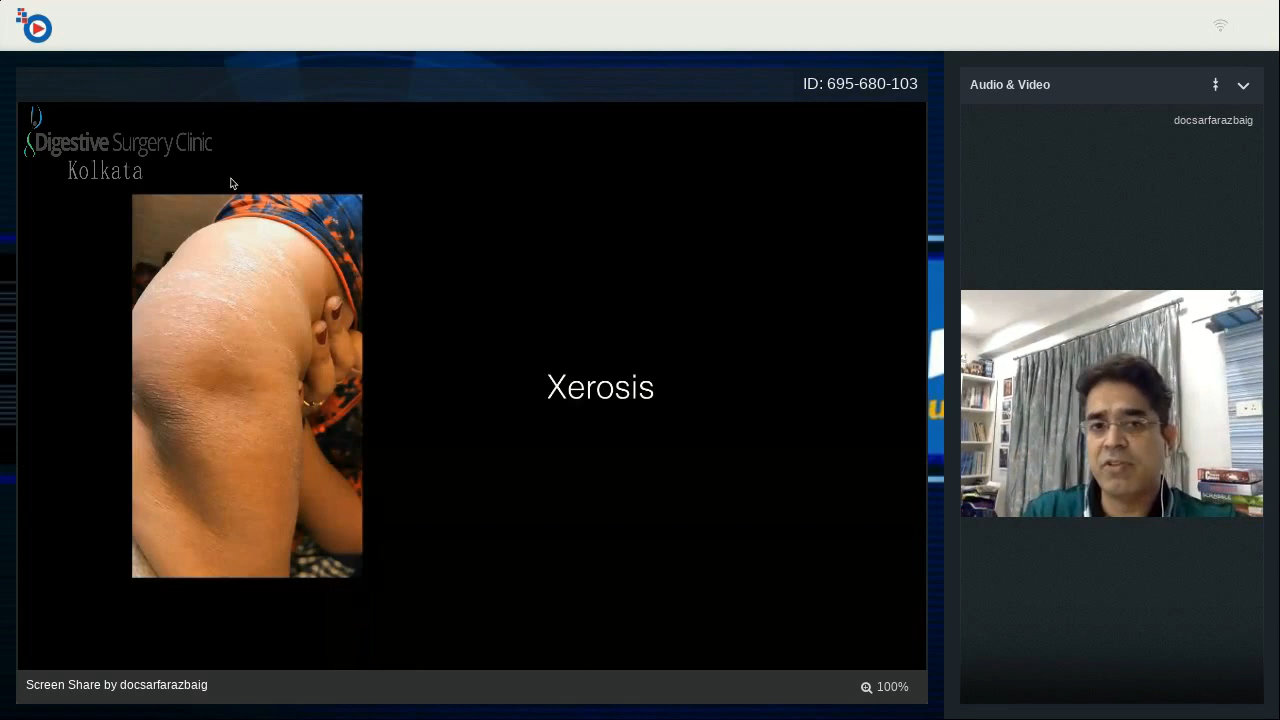 ID: 695-680-103
Audio & Video
docsarfarazbaig
Digestive Surgery Clinic
Kolkata
Xerosis
Screen Share by docsarfarazbaig
100%